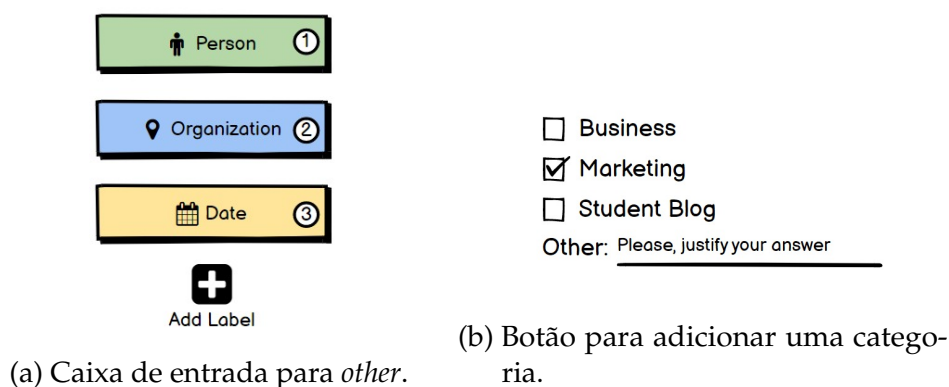 Person 1
Organization 2
Date 3
Add Label
(a) Caixa de entrada para other.
Business
Marketing
Student Blog
Other: Please, justify your answer
(b) Botão para adicionar uma catego-
ria.